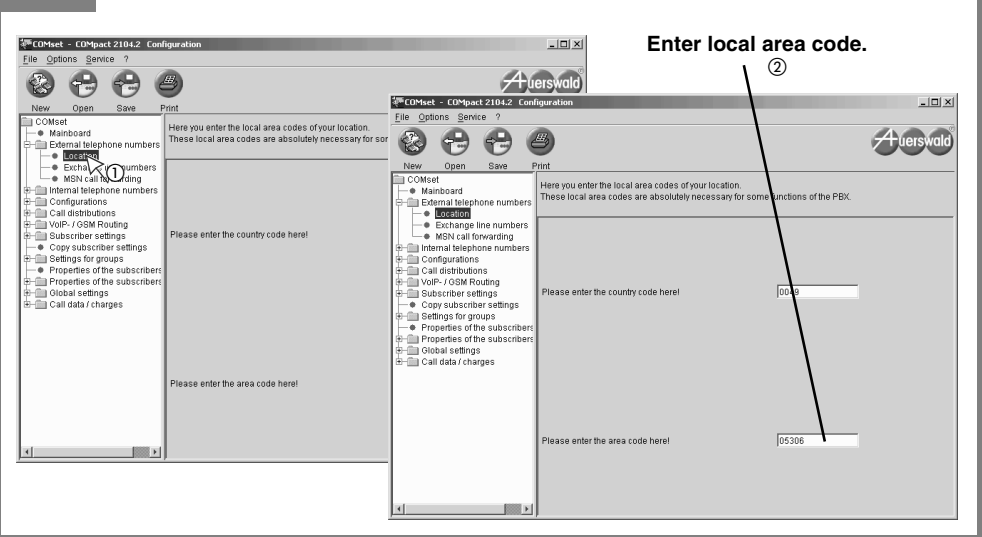 Enter local area code.
②
COMset - COMpact 2104.2 Configuration
File Options Service ?
New Open Save Print
Auerswald
COMset
Mainboard
External telephone numbers
Location
①
MSN call forwarding
Internal telephone numbers
Configurations
Call distributions
VoIP- / GSM Routing
Subscriber settings
Copy subscriber settings
Settings for groups
Properties of the subscribers
Properties of the subscribers
Global settings
Call data / charges
Here you enter the local area codes of your location.
These local area codes are absolutely necessary for
Please enter the country code here!
Please enter the area code here!
COMset - COMpact 2104.2 Configuration
File Options Service ?
New Open Save Print
Auerswald
COMset
Mainboard
External telephone numbers
Location
Exchange line numbers
MSN call forwarding
Internal telephone numbers
Configurations
Call distributions
VoIP- / GSM Routing
Subscriber settings
Copy subscriber settings
Settings for groups
Properties of the subscribers
Properties of the subscribers
Global settings
Call data / charges
Here you enter the local area codes of your location.
These local area codes are absolutely necessary for some functions of the PBX.
Please enter the country code here!
0049
Please enter the area code here!
05306